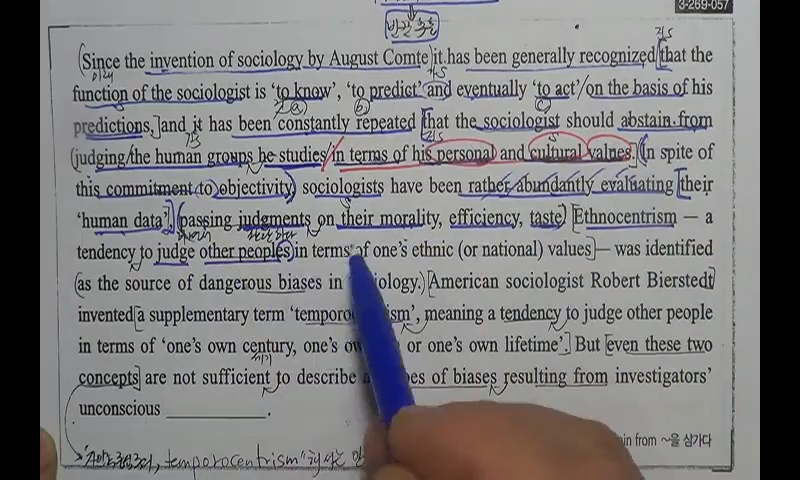 반갈 추론
3-269-057
Since the invention of sociology by August Comte it has been generally recognized that the
function of the sociologist is ‘to know’, ‘to predict’ and eventually ‘to act’ on the basis of his
predictions, and it has been constantly repeated that the sociologist should abstain from
judging the human groups he studies in terms of his personal and cultural values. In spite of
this commitment to objectivity sociologists have been rather abundantly evaluating their
‘human data’, passing judgments on their morality, efficiency, taste. Ethnocentrism — a
tendency to judge other peoples in terms of one’s ethnic (or national) values — was identified
as the source of dangerous biases in American sociologist Robert Bierstedt
invented a supplementary term meaning a tendency to judge other people
in terms of ‘one’s own century, one’s or one’s own lifetime’. But even these two
concepts are not sufficient to describe of biases resulting from investigators’
unconscious ____________.
from ~을 삼가다
temporocentrism